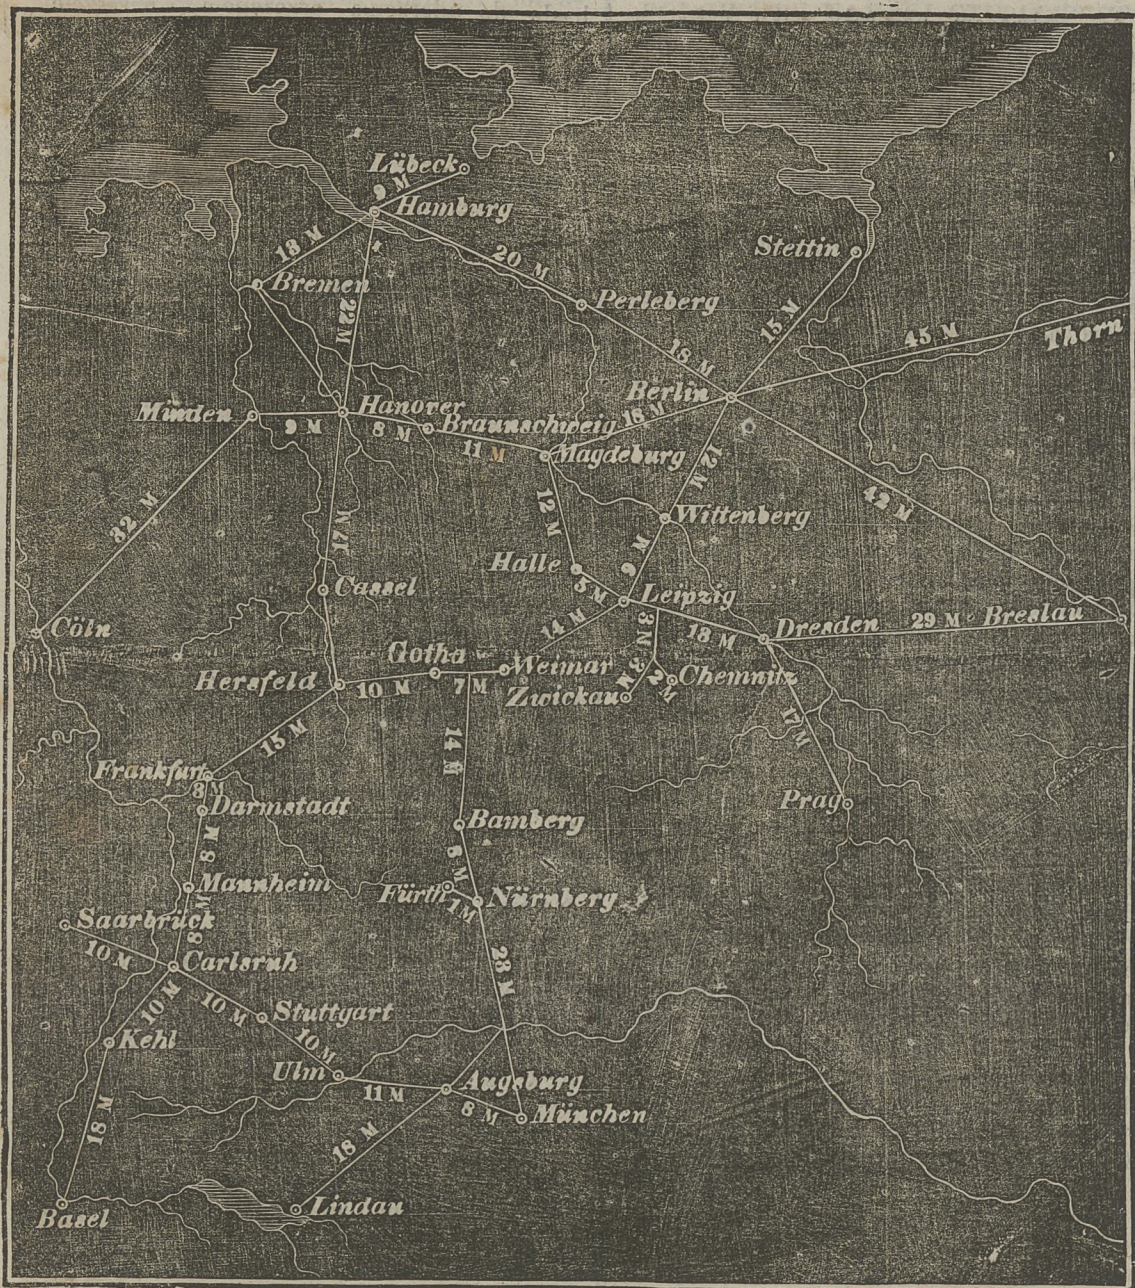 Lübeck
9 M
Hamburg
13 M
20 M
Stettin
Bremen
22 M
Perleberg
15 M
45 M
Thorn
18 M
Berlin
Minden
Hanover
9 M
8 M
Braunschweig
18 M
11 M
Magdeburg
12 M
42 M
32 M
12 M
Wittenberg
17 M
Halle
9 M
5 M
Cassel
Leipzig
Cöln
14 M
3 M
18 M
Dresden
29 M
Breslau
Gotha
Weimar
Hersfeld
10 M
7 M
Zwickau
2 M
Chemnitz
15 M
14 M
17 M
Frankfurt
8 M
Darmstadt
Prag
Bamberg
8 M
8 M
Mannheim
Fürth
1 M
Nürnberg
Saarbrück
8 M
10 M
Carlsruh
23 M
10 M
10 M
Stuttgart
Kehl
10 M
Ulm
11 M
Augsburg
8 M
München
18 M
18 M
Basel
Lindau